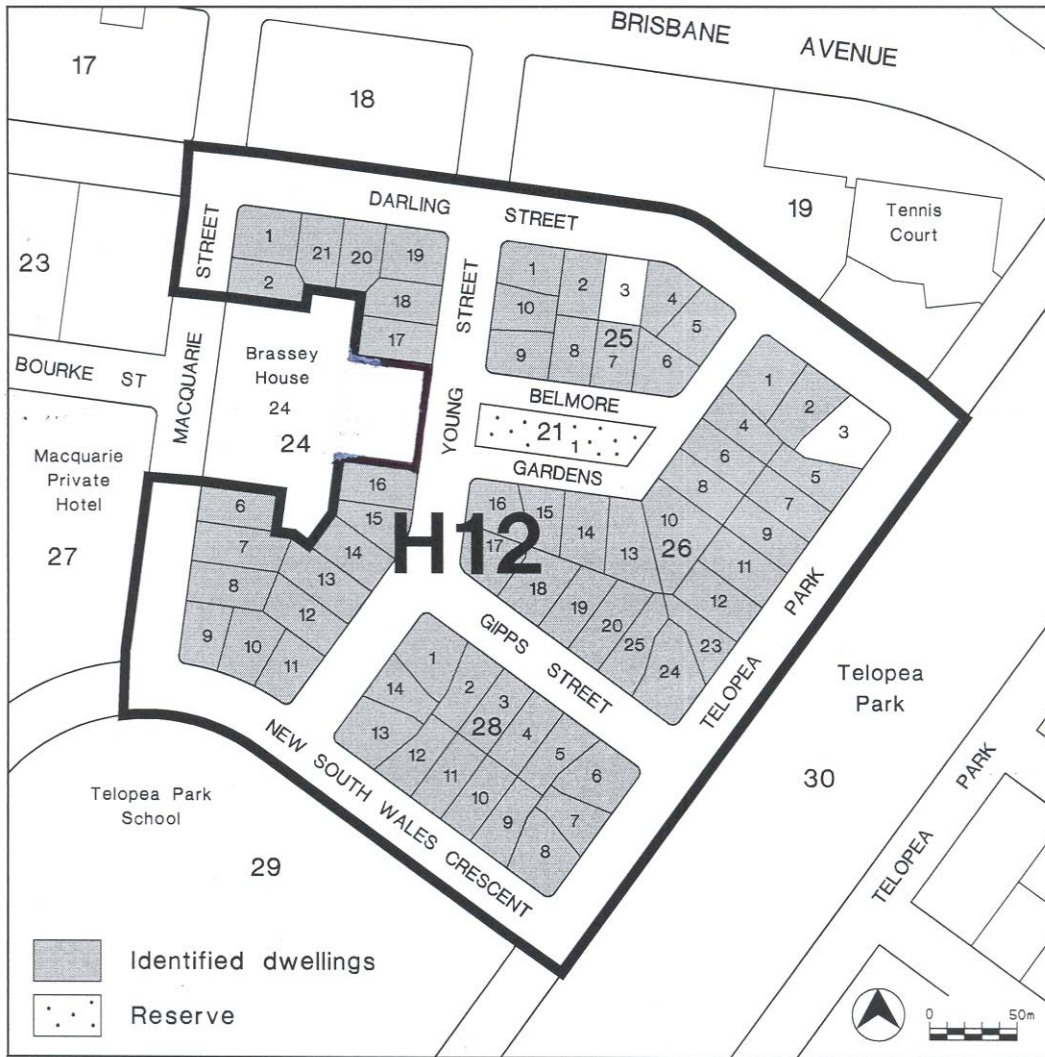 BRISBANE AVENUE
17
18
19
Tennis
Court
DARLING STREET
STREET
MACQUARIE
23
BOURKE ST
1
21
20
19
2
18
17
Brassey
House
24
24
YOUNG STREET
1
2
3
4
10
5
9
8
25
7
6
BELMORE
21
1
GARDENS
Macquarie
Private
Hotel
27
16
6
15
7
14
8
13
12
9
10
11
H12
1
2
3
4
5
6
7
8
9
10
11
12
16
15
14
13
26
17
18
19
20
25
24
23
GIPPS STREET
TELOPEA PARK
Telopea
Park
30
1
2
3
14
28
4
5
6
13
12
11
10
9
7
8
NEW SOUTH WALES CRESCENT
Telopea Park
School
29
TELOPEA PARK
Identified dwellings
Reserve
0 50m